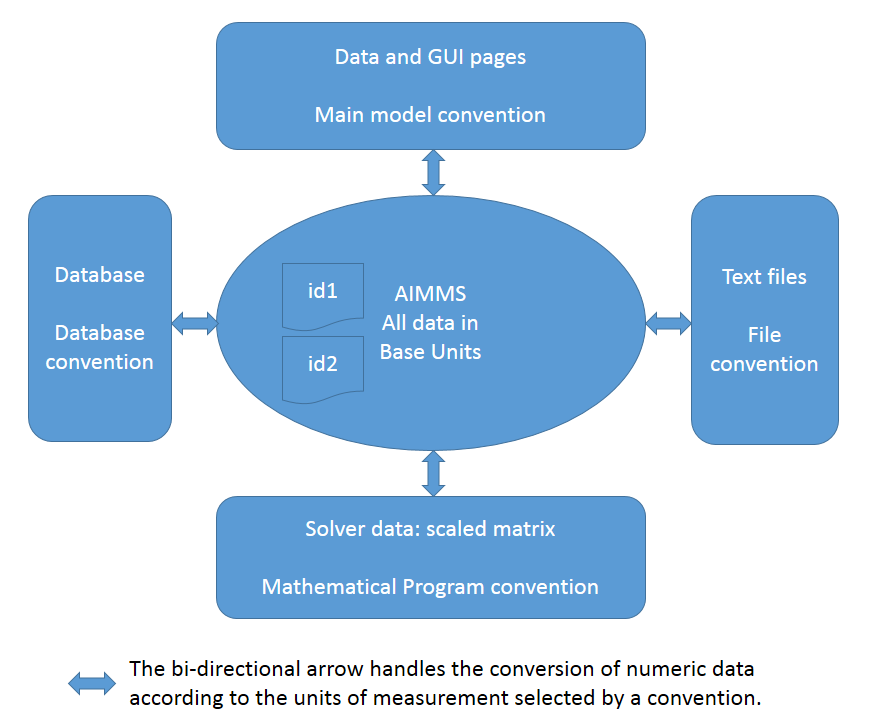 Data and GUI pages
Main model convention
Database
Database
convention
id1
id2
AIMMS
All data in
Base Units
Text files
File
convention
Solver data: scaled matrix
Mathematical Program convention
The bi-directional arrow handles the conversion of numeric data
according to the units of measurement selected by a convention.